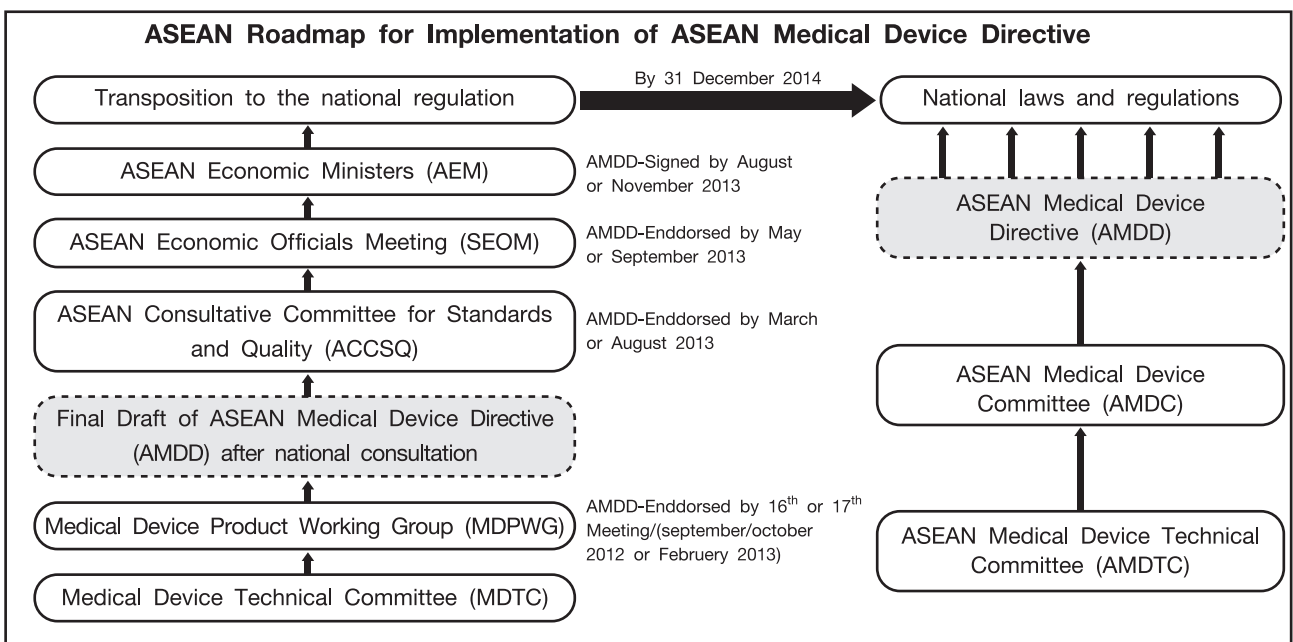 ASEAN Roadmap for Implementation of ASEAN Medical Device Directive
Transposition to the national regulation
By 31 December 2014
National laws and regulations
ASEAN Economic Ministers (AEM)
AMDD-Signed by August
or November 2013
ASEAN Economic Officials Meeting (SEOM)
AMDD-Enddorsed by May
or September 2013
ASEAN Consultative Committee for Standards
and Quality (ACCSQ)
AMDD-Enddorsed by March
or August 2013
Final Draft of ASEAN Medical Device Directive
(AMDD) after national consultation
Medical Device Product Working Group (MDPWG)
AMDD-Enddorsed by 16th or 17th
Meeting/(september/october
2012 or Februery 2013)
Medical Device Technical Committee (MDTC)
ASEAN Medical Device
Directive (AMDD)
ASEAN Medical Device
Committee (AMDC)
ASEAN Medical Device Technical
Committee (AMDTC)